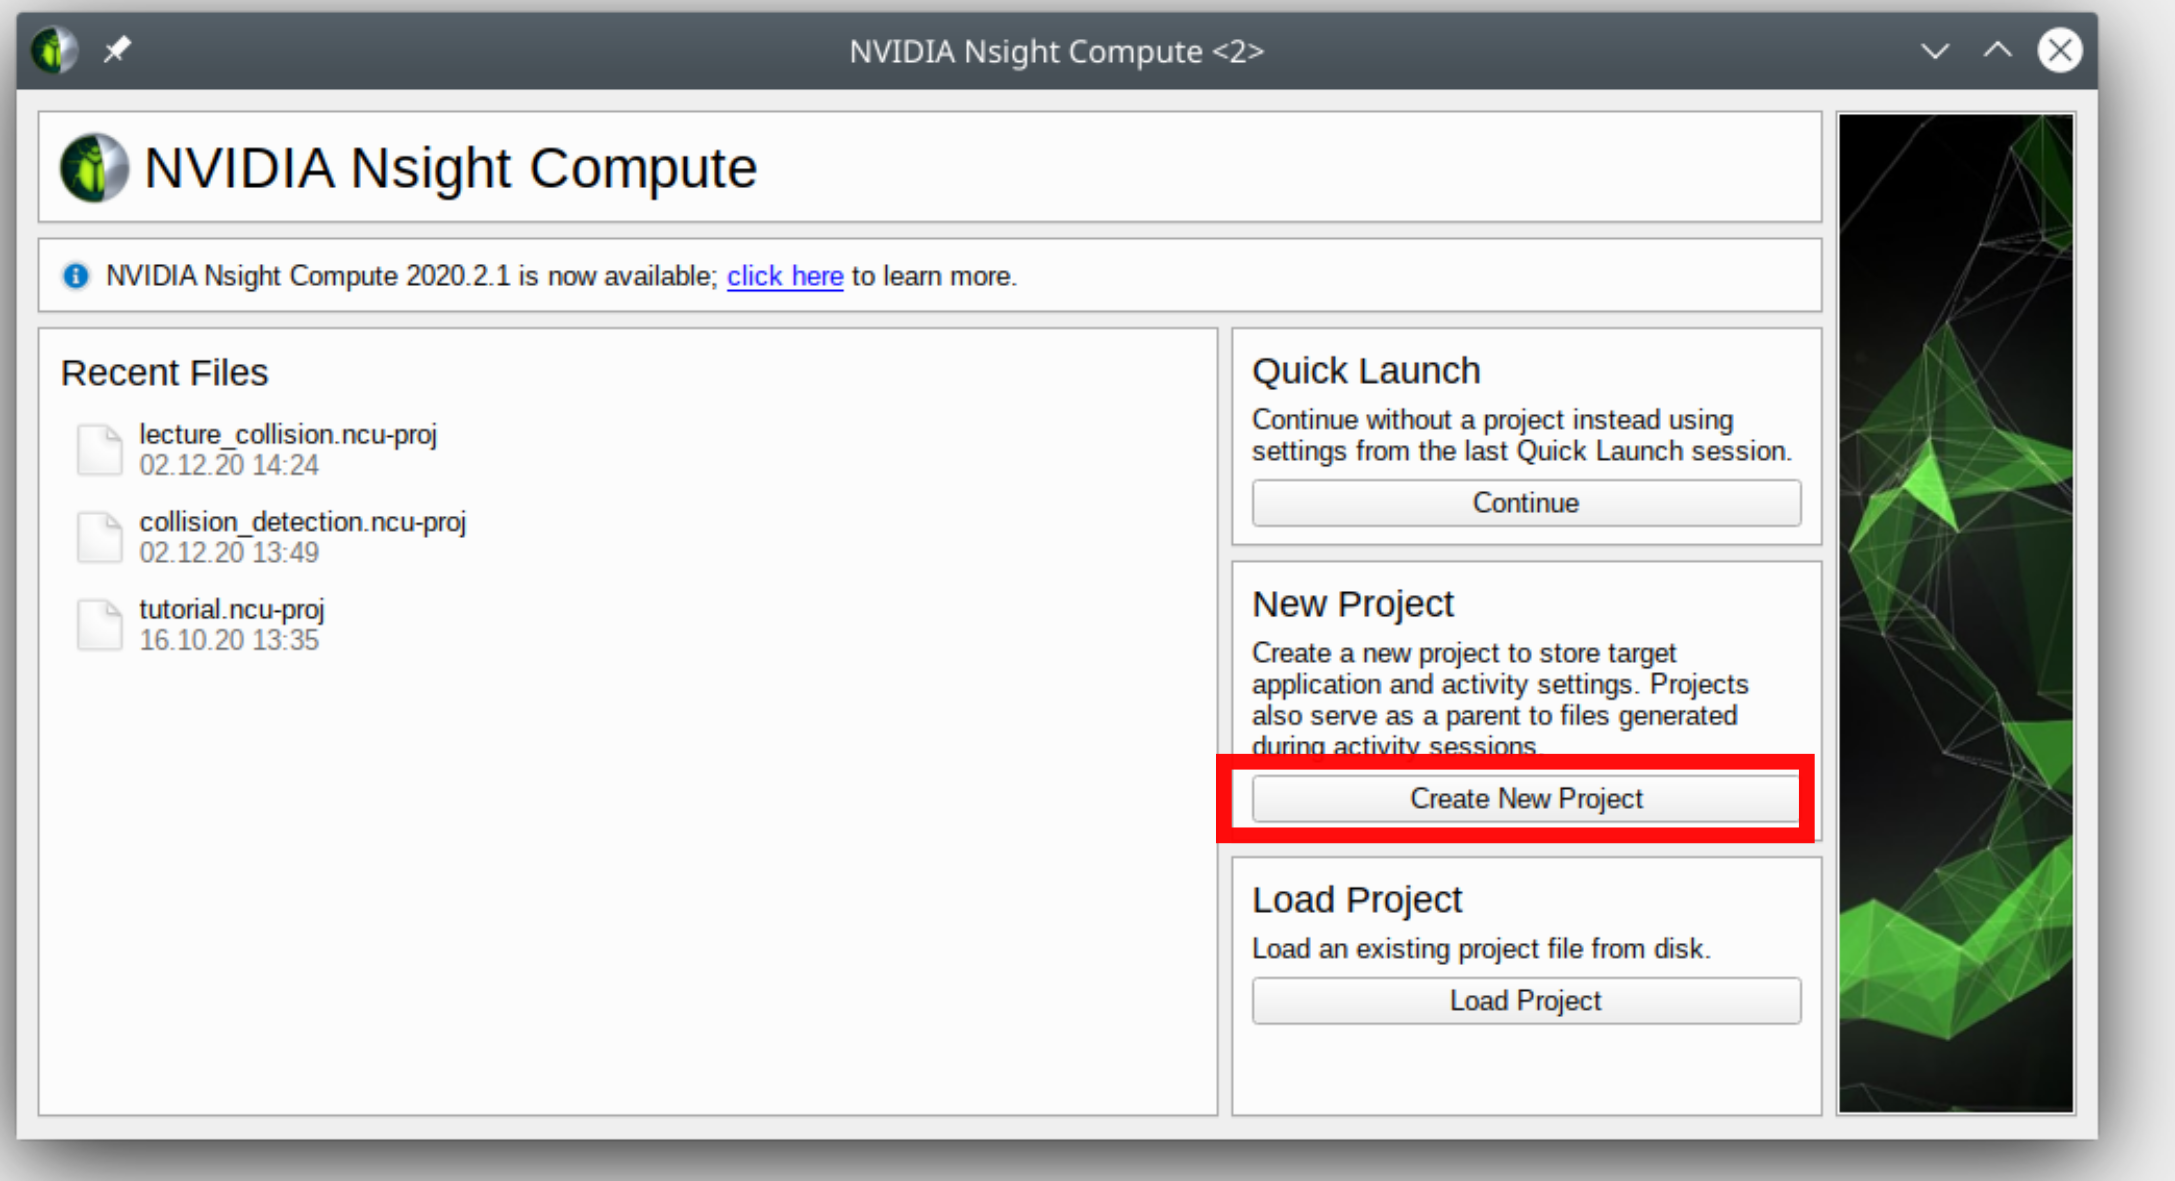 NVIDIA Nsight Compute <2>
NVIDIA Nsight Compute
NVIDIA Nsight Compute 2020.2.1 is now available; click here to learn more.
Recent Files
lecture_collision.ncu-proj
02.12.20 14:24
collision_detection.ncu-proj
02.12.20 13:49
tutorial.ncu-proj
16.10.20 13:35
Quick Launch
Continue without a project instead using
settings from the last Quick Launch session.
Continue
New Project
Create a new project to store target
application and activity settings. Projects
also serve as a parent to files generated
during activity sessions.
Create New Project
Load Project
Load an existing project file from disk.
Load Project